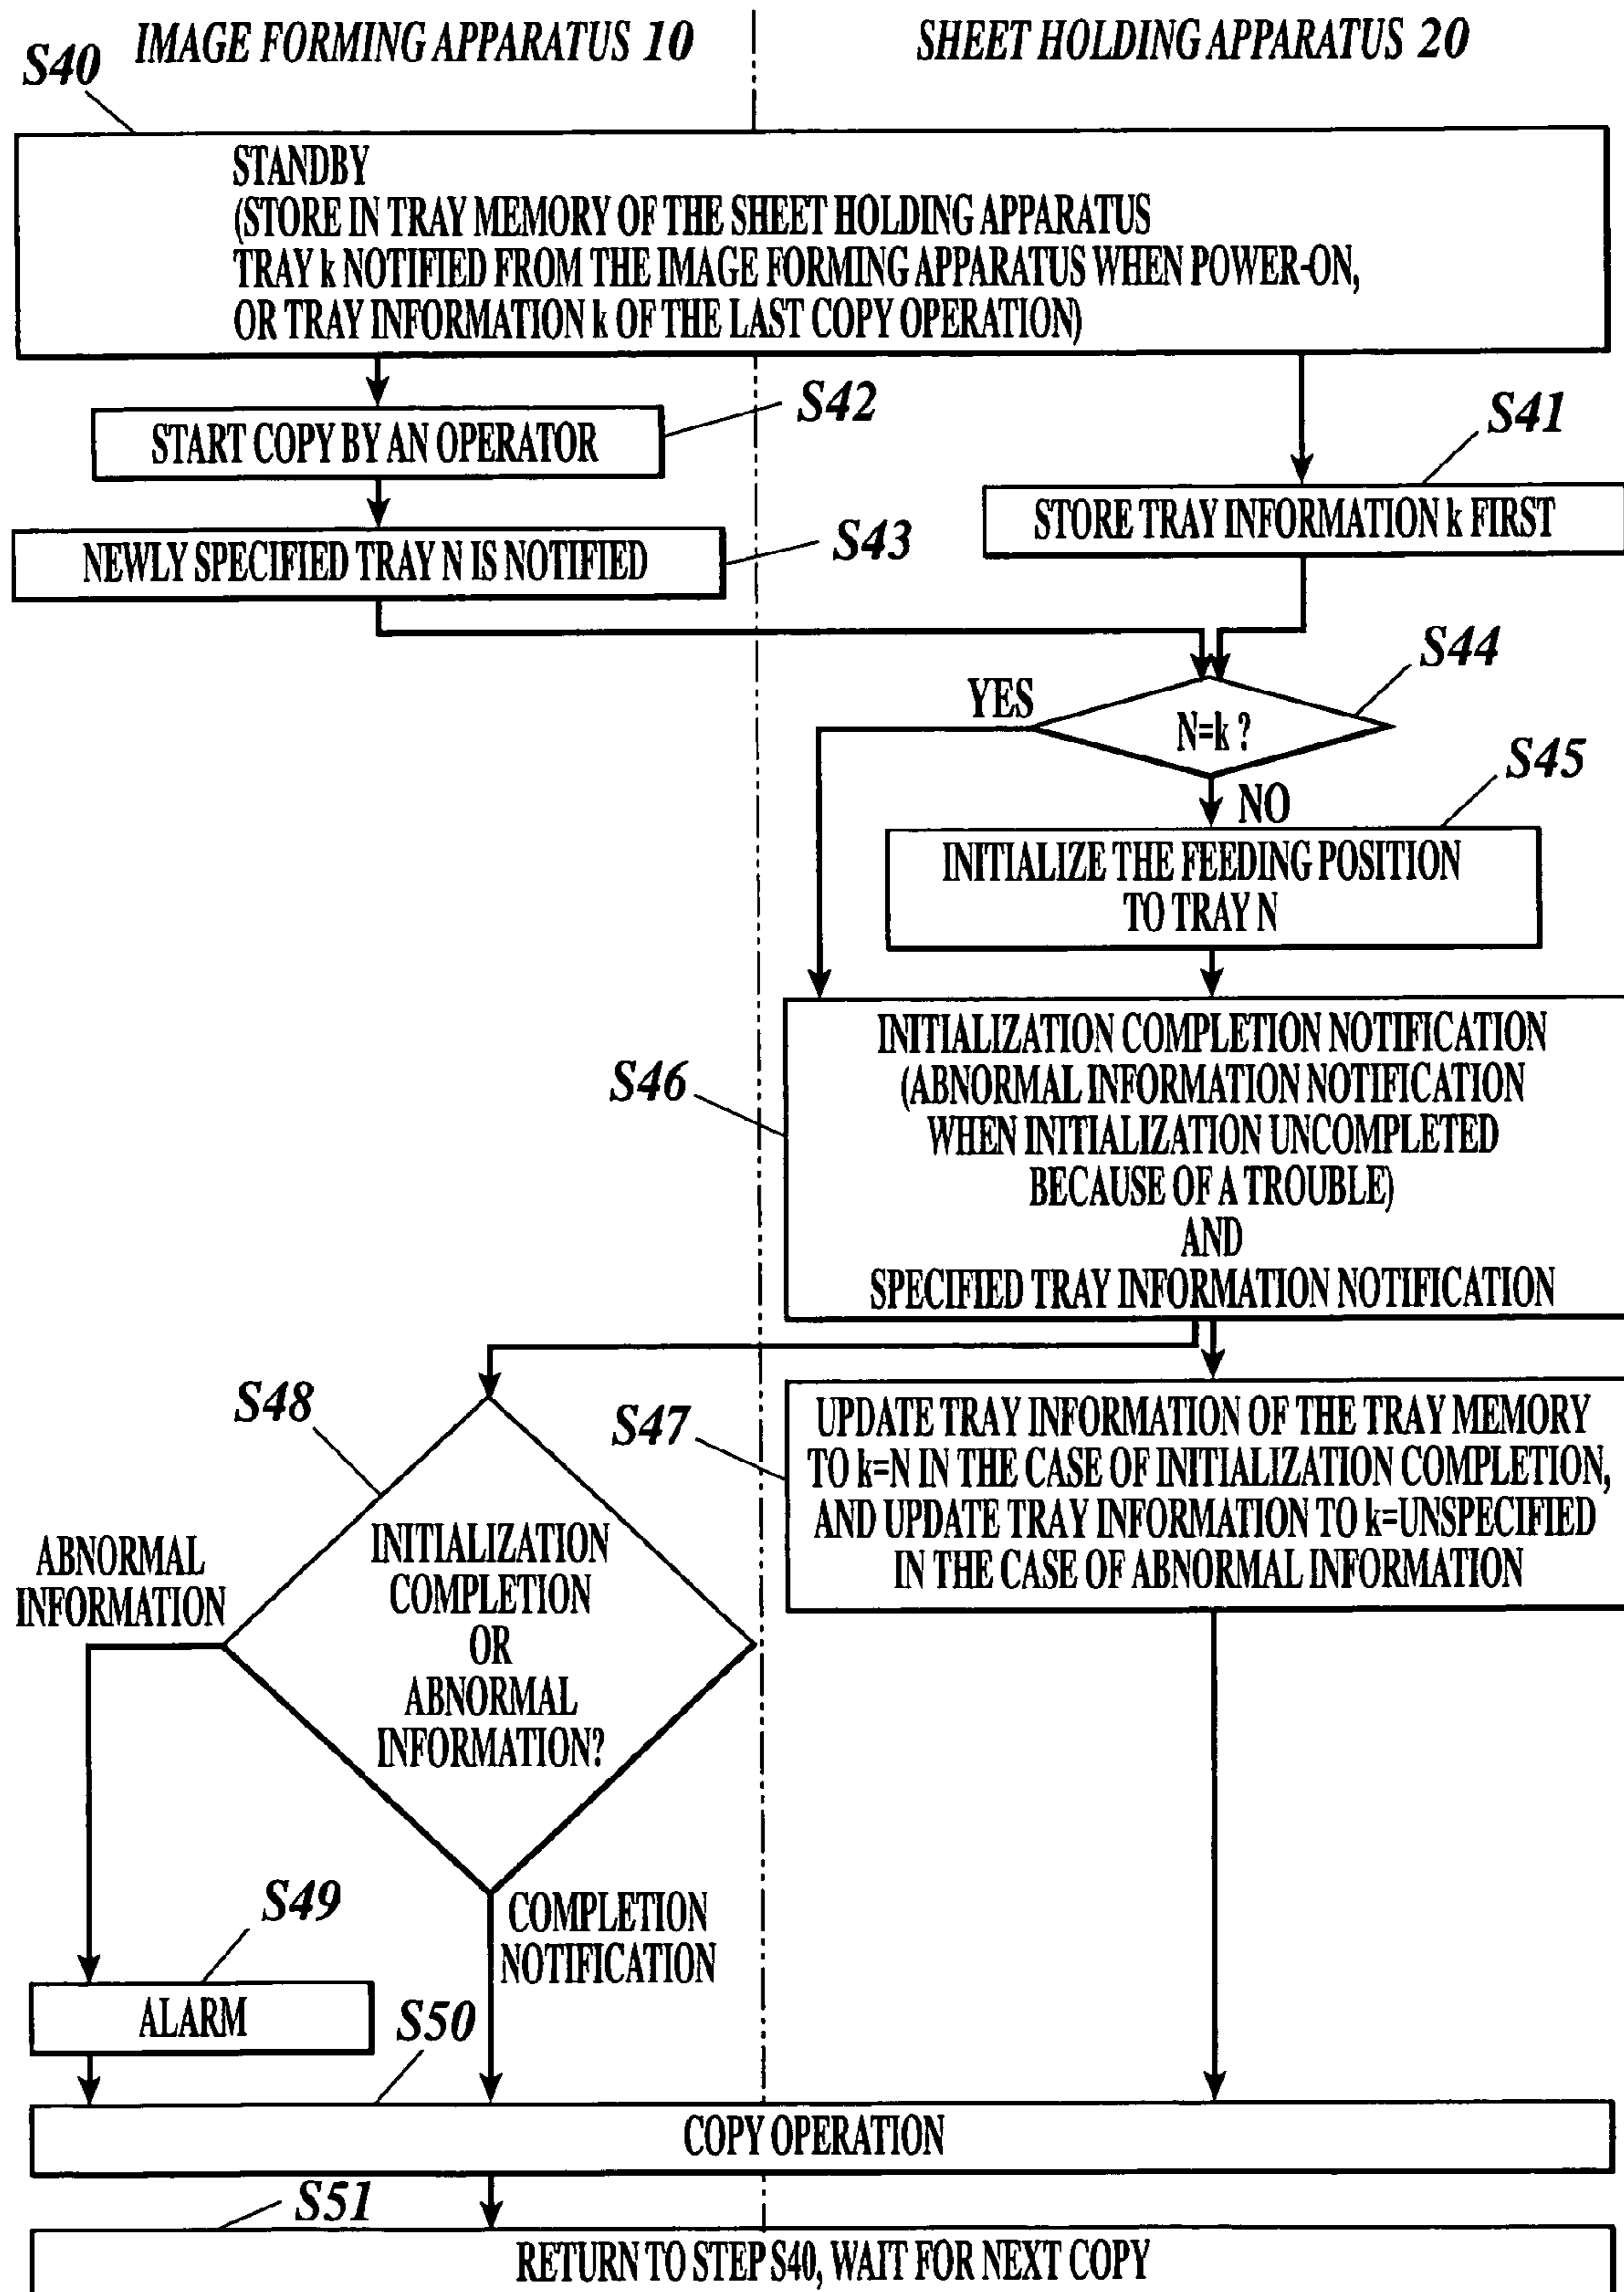 IMAGE FORMING APPARATUS 10
SHEET HOLDING APPARATUS 20
S40
STANDBY
(STORE IN TRAY MEMORY OF THE SHEET HOLDING APPARATUS
TRAY k NOTIFIED FROM THE IMAGE FORMING APPARATUS WHEN POWER-ON,
OR TRAY INFORMATION k OF THE LAST COPY OPERATION)
S42
START COPY BY AN OPERATOR
S41
STORE TRAY INFORMATION k FIRST
S43
NEWLY SPECIFIED TRAY N IS NOTIFIED
S44
YES
N=k ?
NO
S45
INITIALIZE THE FEEDING POSITION
TO TRAY N
S46
INITIALIZATION COMPLETION NOTIFICATION
(ABNORMAL INFORMATION NOTIFICATION
WHEN INITIALIZATION UNCOMPLETED
BECAUSE OF A TROUBLE)
AND
SPECIFIED TRAY INFORMATION NOTIFICATION
S48
S47
UPDATE TRAY INFORMATION OF THE TRAY MEMORY
TO k=N IN THE CASE OF INITIALIZATION COMPLETION,
AND UPDATE TRAY INFORMATION TO k=UNSPECIFIED
IN THE CASE OF ABNORMAL INFORMATION
ABNORMAL
INFORMATION
INITIALIZATION
COMPLETION
OR
ABNORMAL
INFORMATION?
COMPLETION
NOTIFICATION
S49
ALARM
S50
COPY OPERATION
S51
RETURN TO STEP S40, WAIT FOR NEXT COPY